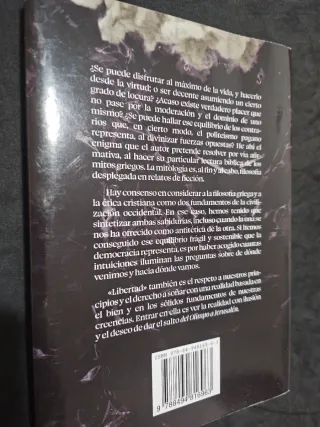 ¿Se puede disfrutar al máximo de la vida, y hacerlo
desde la virtud; o ser decente asumiendo un cierto
grado de locura? ¿Acaso existe verdadero placer que
no pase por la moderación y el dominio de uno
mismo? ¿Se puede hallar ese equilibrio de los contra-
rios que, en cierto modo, el politeísmo pagano
representa, al divinizar fuerzas opuestas? He ahí el
enigma que el autor pretende resolver por vía afir-
mativa, al hacer su particular lectura bíblica de los
mitos griegos. La mitología es, al fin y al cabo, filosofía
desplegada en relatos de ficción.
Hay consenso en considerar a la filosofía griega y a
la ética cristiana como dos fundamentos de la civili-
zación occidental. En ese caso, hemos tenido que
sintetizar ambas sabidurías, incluso cuando la una se
nos ha ofrecido como antitética de la otra. Si hemos
conseguido ese equilibrio frágil y sostenible que la
democracia representa, es por haber acogido cuantas
intuiciones iluminan las preguntas sobre de dónde
venimos y hacia dónde vamos.
«Libertad» también es el respeto a nuestros prin-
cipios y el derecho a soñar con una realidad basada en
el bien y en los sólidos fundamentos de nuestras
creencias. Entrar en ella es ver la realidad con ilusión
y el deseo de dar el salto del Olimpo a Jerusalén.